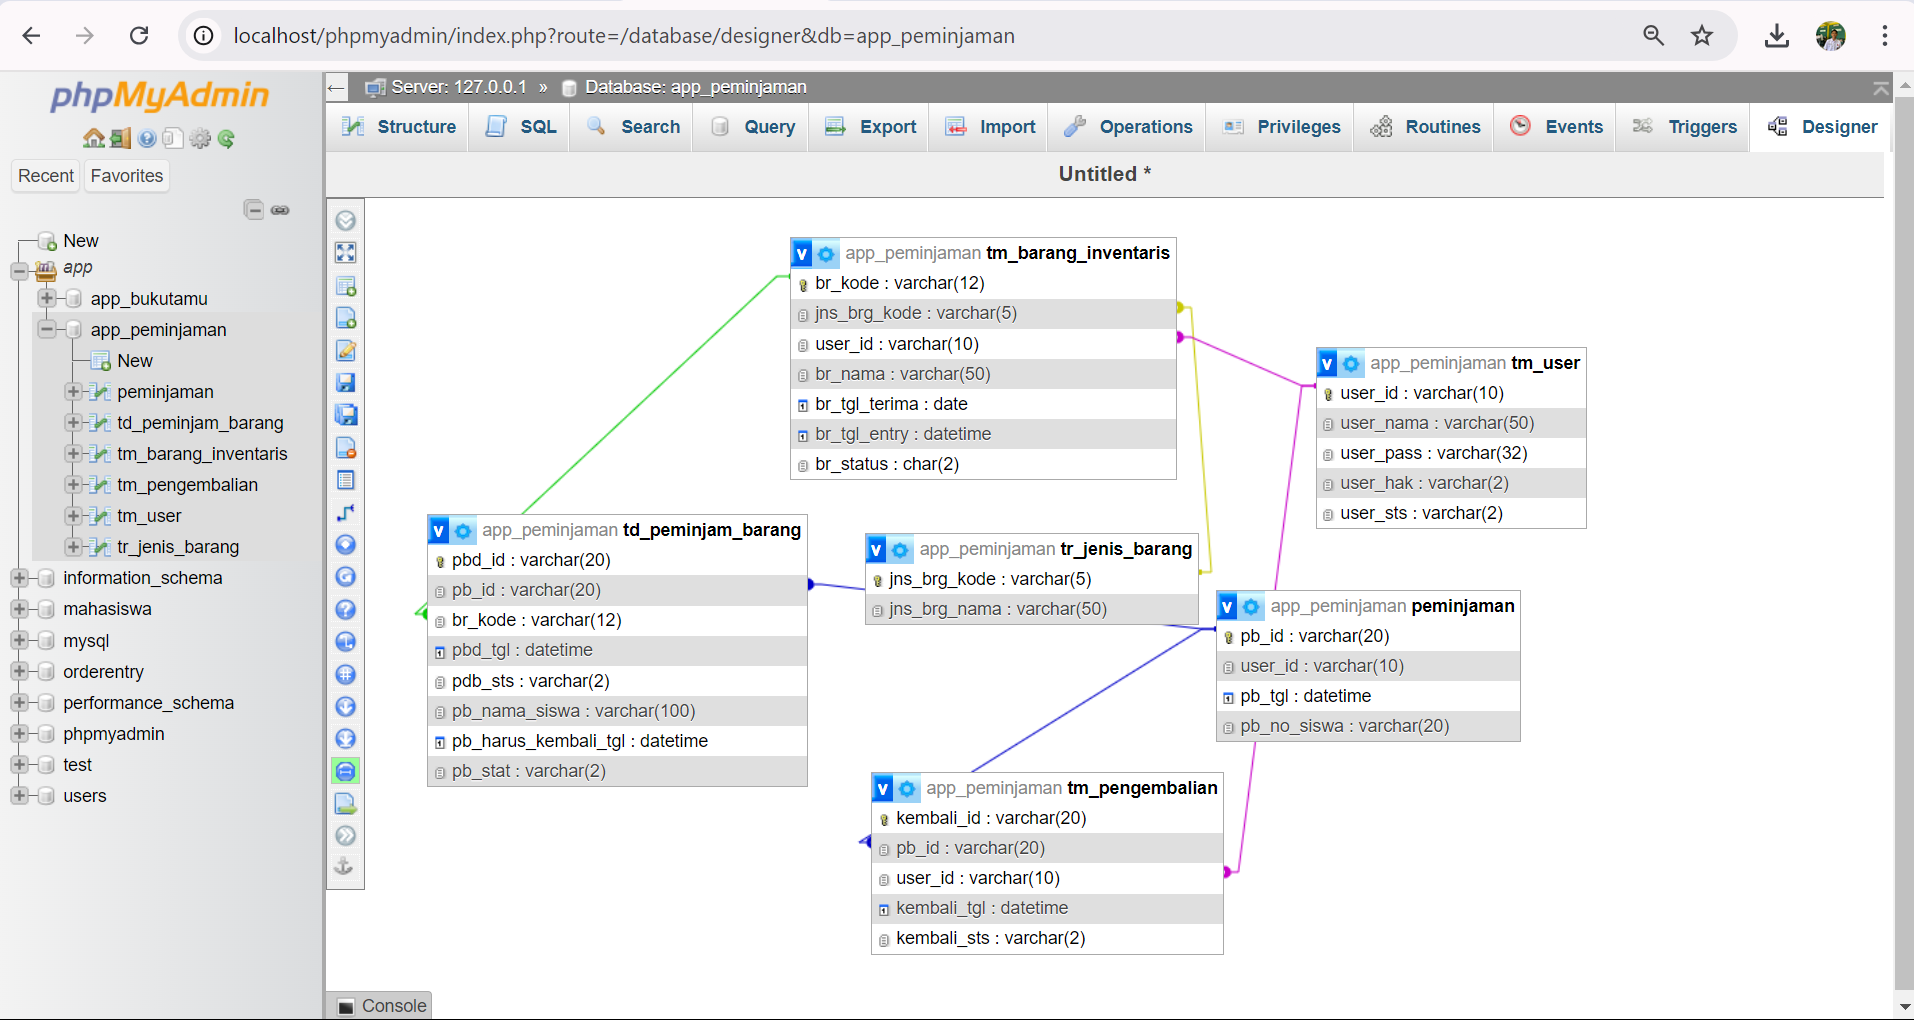 localhost/phpmyadmin/index.php?route=/database/designer&db=app_peminjaman
phpMyAdmin
Recent Favorites
New
app
app_bukutamu
app_peminjaman
New
peminjaman
td_peminjam_barang
tm_barang_inventaris
tm_pengembalian
tm_user
tr_jenis_barang
information_schema
mahasiswa
mysql
orderentry
performance_schema
phpmyadmin
test
users
Server: 127.0.0.1 » Database: app_peminjaman
Structure SQL Search Query Export Import Operations Privileges Routines Events Triggers Designer
Untitled *
v app_peminjaman tm_barang_inventaris
br_kode : varchar(12)
jns_brg_kode : varchar(5)
user_id : varchar(10)
br_nama : varchar(50)
br_tgl_terima : date
br_tgl_entry : datetime
br_status : char(2)
v app_peminjaman tm_user
user_id : varchar(10)
user_nama : varchar(50)
user_pass : varchar(32)
user_hak : varchar(2)
user_sts : varchar(2)
v app_peminjaman td_peminjam_barang
pbd_id : varchar(20)
pb_id : varchar(20)
br_kode : varchar(12)
pbd_tgl : datetime
pdb_sts : varchar(2)
pb_nama_siswa : varchar(100)
pb_harus_kembali_tgl : datetime
pb_stat : varchar(2)
v app_peminjaman tr_jenis_barang
jns_brg_kode : varchar(5)
jns_brg_nama : varchar(50)
v app_peminjaman peminjaman
pb_id : varchar(20)
user_id : varchar(10)
pb_tgl : datetime
pb_no_siswa : varchar(20)
v app_peminjaman tm_pengembalian
kembali_id : varchar(20)
pb_id : varchar(20)
user_id : varchar(10)
kembali_tgl : datetime
kembali_sts : varchar(2)
Console